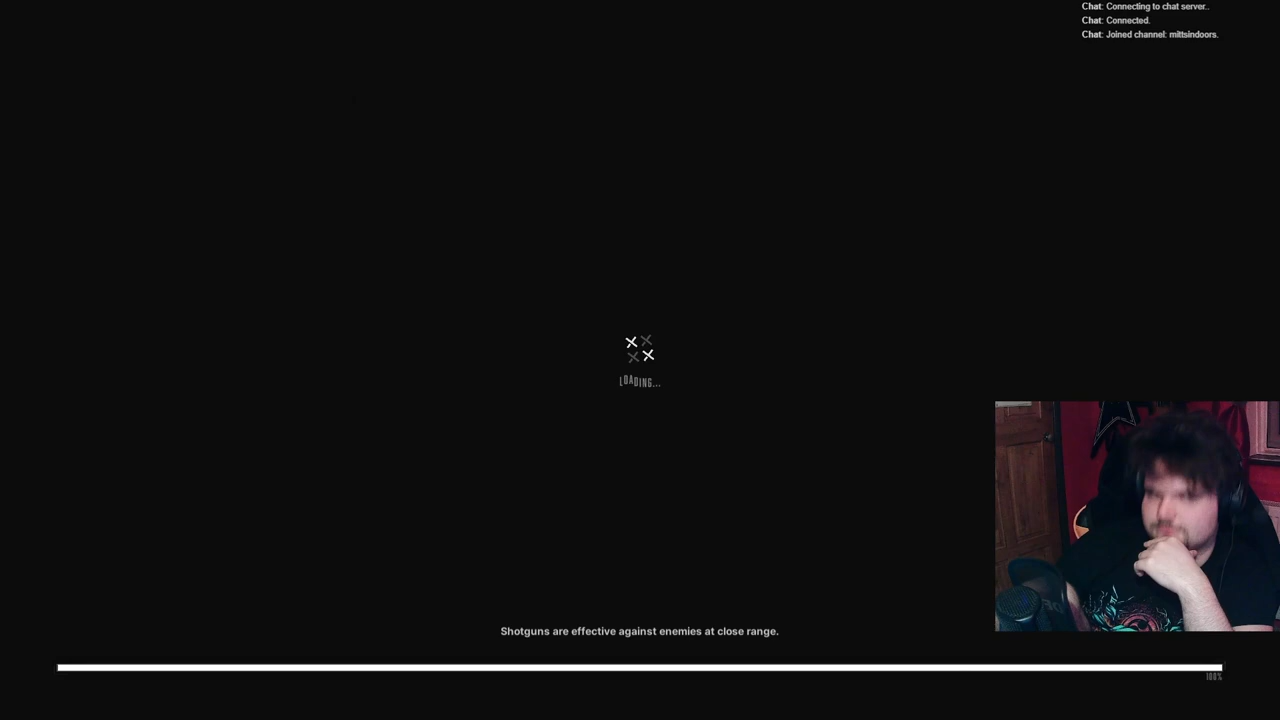 Chat: Connecting to chat server..
Chat: Connected.
Chat: Joined channel: mittsindoors.
LOADING...
Shotguns are effective against enemies at close range.
100%